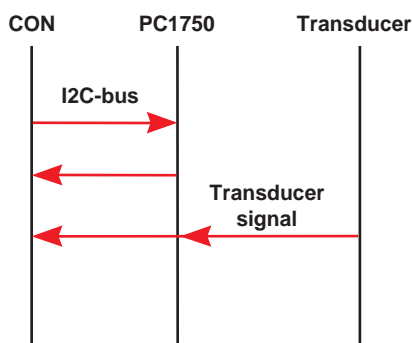 CON PC1750 Transducer
I2C-bus
Transducer
signal